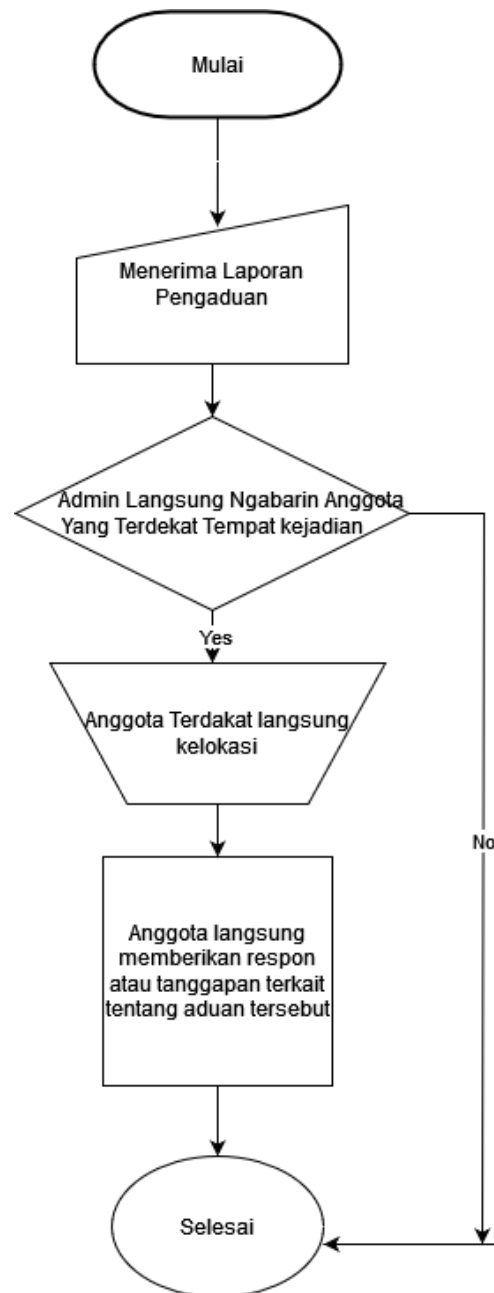 Mulai
Menerima Laporan
Pengaduan
Admin Langsung Ngabarin Anggota
Yang Terdekat Tempat kejadian
Yes
Anggota Terdakat langsung
kelokasi
No
Anggota langsung
memberikan respon
atau tanggapan terkait
tentang aduan tersebut
Selesai